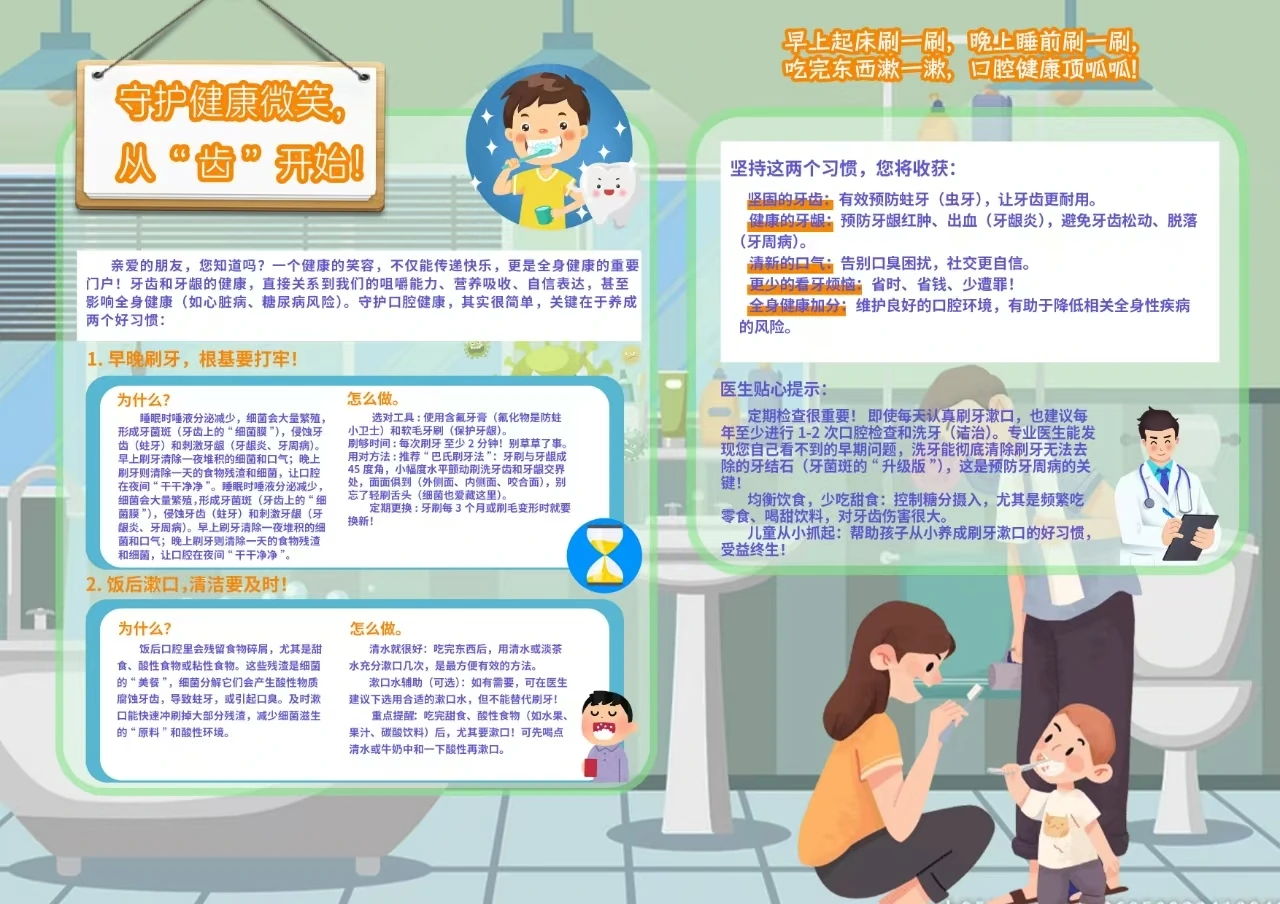 守护健康微笑，
从“齿”开始！
亲爱的朋友，您知道吗？一个健康的笑容，不仅能传递快乐，更是全身健康的重要
门户！牙齿和牙龈的健康，直接关系到我们的咀嚼能力、营养吸收、自信表达，甚至
影响全身健康（如心脏病、糖尿病风险）。守护口腔健康，其实很简单，关键在于养成
两个好习惯：
1. 早晚刷牙，根基要打牢！
为什么？
睡眠时唾液分泌减少，细菌会大量繁殖，
形成牙菌斑（牙齿上的“细菌膜”），侵蚀牙
齿（蛀牙）和刺激牙龈（牙龈炎、牙周病）。
早上刷牙清除一夜堆积的细菌和口气；晚上
刷牙则清除一天的食物残渣和细菌，让口腔
在夜间“干干净净”。睡眠时唾液分泌减少，
细菌会大量繁殖，形成牙菌斑（牙齿上的“细
菌膜”），侵蚀牙齿（蛀牙）和刺激牙龈（牙
龈炎、牙周病）。早上刷牙清除一夜堆积的细
菌和口气；晚上刷牙则清除一天的食物残渣
和细菌，让口腔在夜间“干干净净”。
怎么做。
选对工具：使用含氟牙膏（氟化物是防蛀
小卫士）和软毛牙刷（保护牙龈）。
刷够时间：每次刷牙 至少 2 分钟！别草草了事。
用对方法：推荐“巴氏刷牙法”：牙刷与牙龈成
45 度角，小幅度水平颤动刷洗牙齿和牙龈交界
处，面面俱到（外侧面、内侧面、咬合面），别
忘了轻刷舌头（细菌也爱藏这里）。
定期更换：牙刷每 3 个月或刷毛变形时就要
换新！
2. 饭后漱口，清洁要及时！
为什么？
饭后口腔里会残留食物碎屑，尤其是甜
食、酸性食物或粘性食物。这些残渣是细菌
的“美餐”，细菌分解它们会产生酸性物质
腐蚀牙齿，导致蛀牙，或引起口臭。及时漱
口能快速冲刷掉大部分残渣，减少细菌滋生
的“原料”和酸性环境。
怎么做。
清水就很好：吃完东西后，用清水或淡茶
水充分漱口几次，是最方便有效的方法。
漱口水辅助（可选）：如有需要，可在医生
建议下选用合适的漱口水，但不能替代刷牙！
重点提醒：吃完甜食、酸性食物（如水果、
果汁、碳酸饮料）后，尤其要漱口！可先喝点
清水或牛奶中和一下酸性再漱口。
早上起床刷一刷，晚上睡前刷一刷，
吃完东西漱一漱，口腔健康顶呱呱！
坚持这两个习惯，您将收获：
坚固的牙齿：有效预防蛀牙（虫牙），让牙齿更耐用。
健康的牙龈：预防牙龈红肿、出血（牙龈炎），避免牙齿松动、脱落
（牙周病）。
清新的口气：告别口臭困扰，社交更自信。
更少的看牙烦恼：省时、省钱、少遭罪！
全身健康加分：维护良好的口腔环境，有助于降低相关全身性疾病
的风险。
医生贴心提示：
定期检查很重要！ 即使每天认真刷牙漱口，也建议每
年至少进行 1-2 次口腔检查和洗牙（洁治）。专业医生能发
现您自己看不到的早期问题，洗牙能彻底清除刷牙无法去
除的牙结石（牙菌斑的“升级版”），这是预防牙周病的关
键！
均衡饮食，少吃甜食：控制糖分摄入，尤其是频繁吃
零食、喝甜饮料，对牙齿伤害很大。
儿童从小抓起：帮助孩子从小养成刷牙漱口的好习惯，
受益终生！